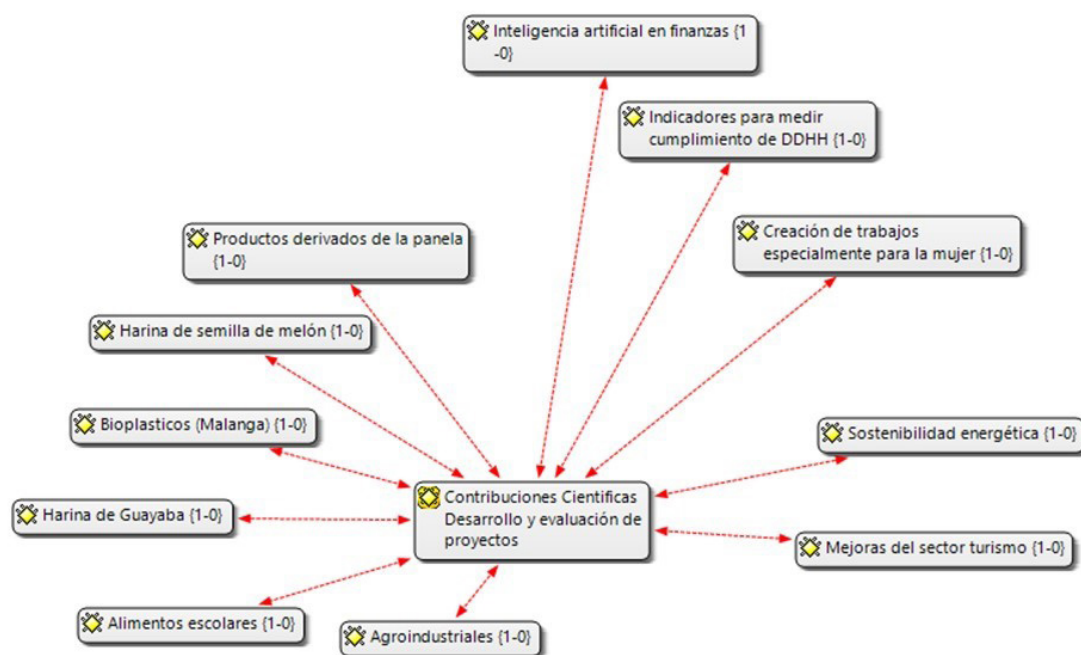 Inteligencia artificial en finanzas {1
-0}
Indicadores para medir
cumplimiento de DDHH {1-0}
Creación de trabajos
especialmente para la mujer {1-0}
Productos derivados de la panela
{1-0}
Harina de semilla de melón {1-0}
Bioplasticos (Malanga) {1-0}
Sostenibilidad energética {1-0}
Contribuciones Cientificas
Desarrollo y evaluación de
proyectos
Harina de Guayaba {1-0}
Mejoras del sector turismo {1-0}
Alimentos escolares {1-0}
Agroindustriales {1-0}